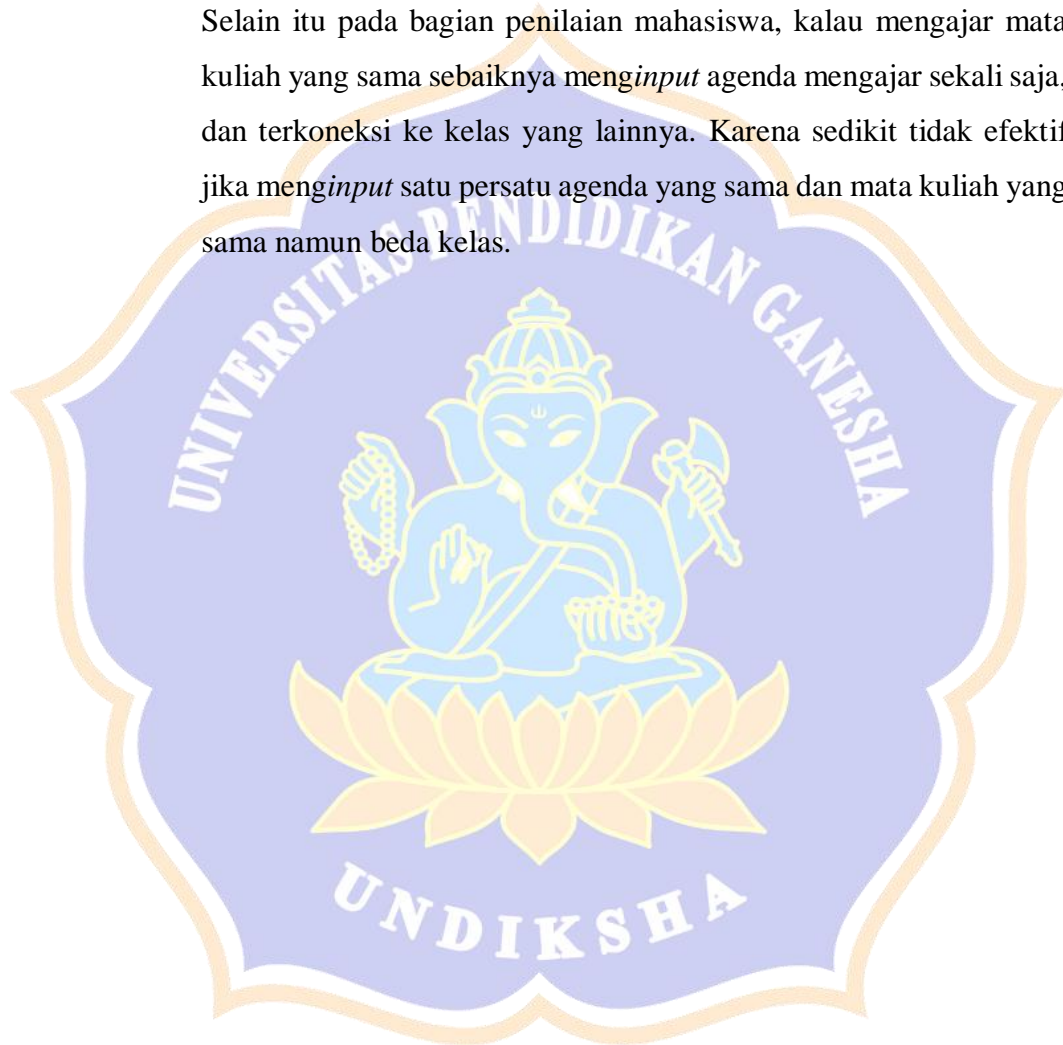 Selain itu pada bagian penilaian mahasiswa, kalau mengajar mata
kuliah yang sama sebaiknya menginput agenda mengajar sekali saja,
dan terkoneksi ke kelas yang lainnya. Karena sedikit tidak efektif
jika menginput satu persatu agenda yang sama dan mata kuliah yang
sama namun beda kelas.
UNIVERSITAS PENDIDIKAN GANESHA
UNDIKSHA